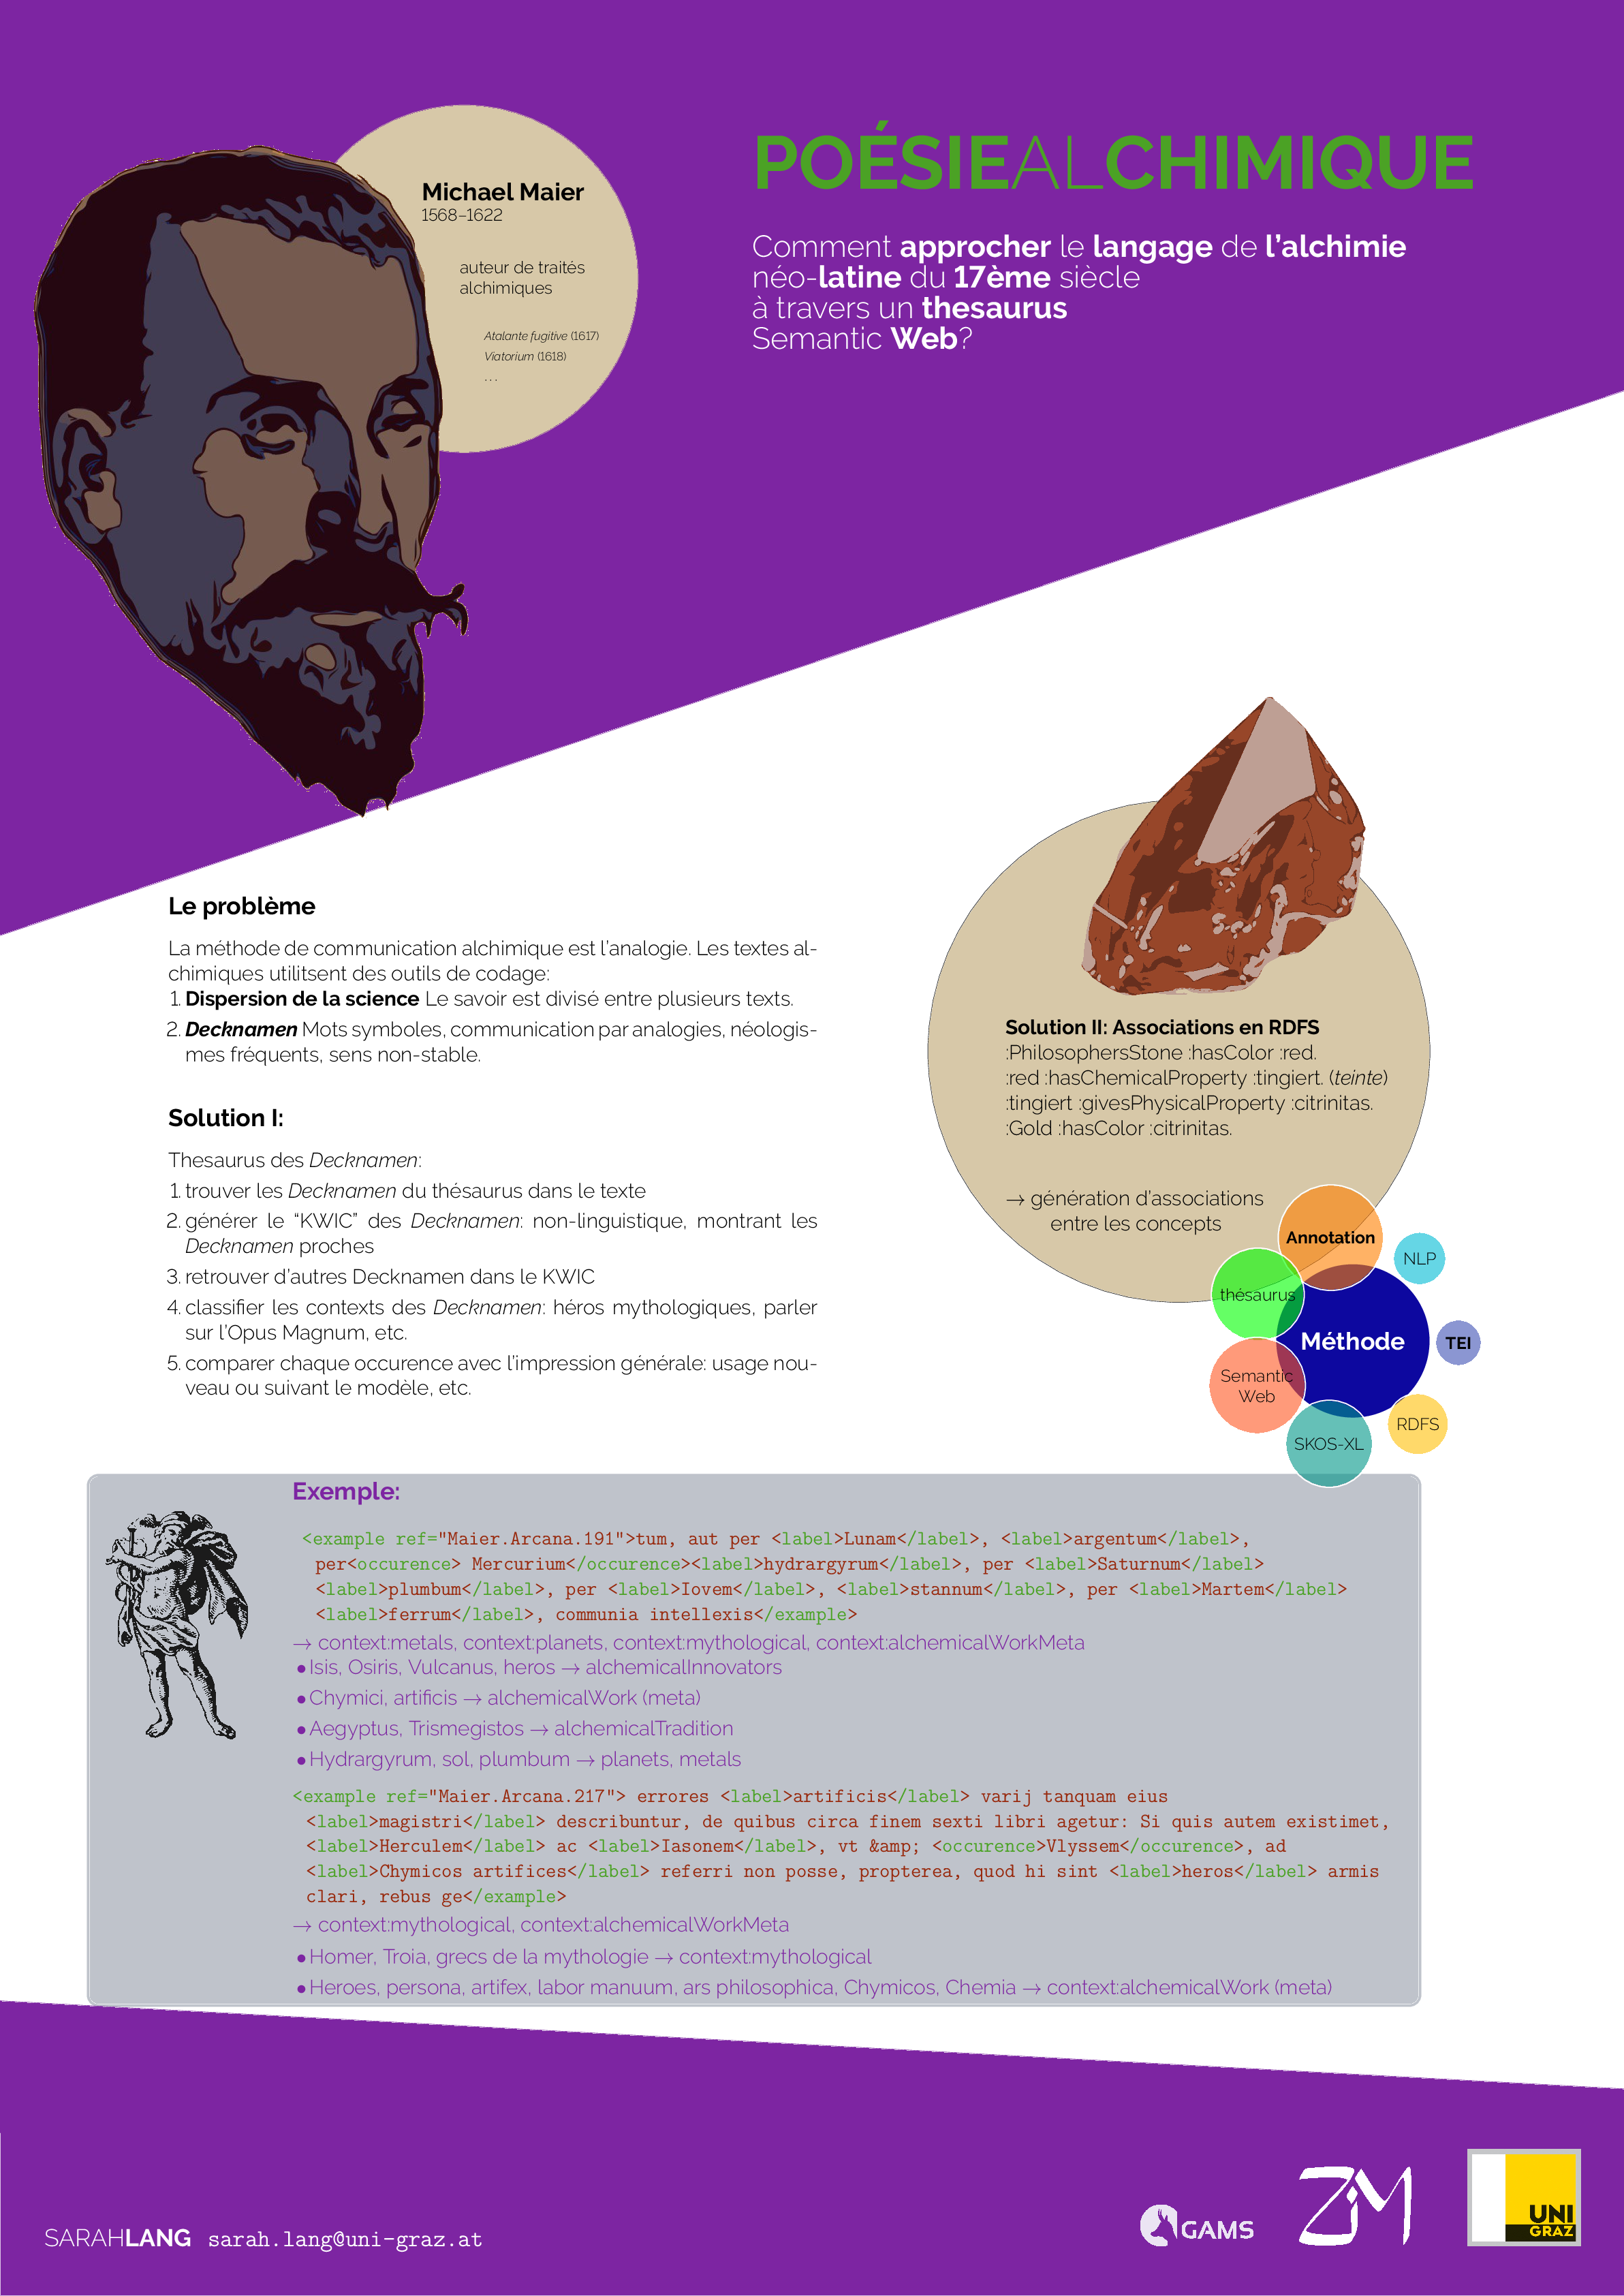 POÉSIEALCHIMIQUE
Comment approcher le langage de l'alchimie
néo-latine du 17ème siècle
à travers un thesaurus
Semantic Web?
Michael Maier
1568–1622
auteur de traités
alchimiques
Atalante fugitive (1617)
Viatorium (1618)
...
Le problème
La méthode de communication alchimique est l'analogie. Les textes al-
chimiques utilitsent des outils de codage:
1. Dispersion de la science Le savoir est divisé entre plusieurs texts.
2. Decknamen Mots symboles, communication par analogies, néologis-
mes fréquents, sens non-stable.
Solution I:
Thesaurus des Decknamen:
1. trouver les Decknamen du thésaurus dans le texte
2. générer le “KWIC” des Decknamen: non-linguistique, montrant les
Decknamen proches
3. retrouver d'autres Decknamen dans le KWIC
4. classifier les contexts des Decknamen: héros mythologiques, parler
sur l'Opus Magnum, etc.
5. comparer chaque occurence avec l'impression générale: usage nou-
veau ou suivant le modèle, etc.
Solution II: Associations en RDFS
:PhilosophersStone :hasColor :red.
:red :hasChemicalProperty :tingiert. (teinte)
:tingiert :givesPhysicalProperty :citrinitas.
:Gold :hasColor :citrinitas.
→ génération d'associations
entre les concepts
Annotation
NLP
thésaurus
Méthode
TEI
Semantic
Web
RDFS
SKOS-XL
Exemple:
<example ref="Maier.Arcana.191">tum, aut per <label>Lunam</label>, <label>argentum</label>,
per<occurence> Mercurium</occurence><label>hydrargyrum</label>, per <label>Saturnum</label>
<label>plumbum</label>, per <label>Iovem</label>, <label>stannum</label>, per <label>Martem</label>
<label>ferrum</label>, communia intellexis</example>
→ context:metals, context:planets, context:mythological, context:alchemicalWorkMeta
• Isis, Osiris, Vulcanus, heros → alchemicalInnovators
• Chymici, artificis → alchemicalWork (meta)
• Aegyptus, Trismegistos → alchemicalTradition
• Hydrargyrum, sol, plumbum → planets, metals
<example ref="Maier.Arcana.217"> errores <label>artificis</label> varij tanquam eius
<label>magistri</label> describuntur, de quibus circa finem sexti libri agetur: Si quis autem existimet,
<label>Herculem</label> ac <label>Iasonem</label>, vt &amp; <occurence>Vlyssem</occurence>, ad
<label>Chymicos artifices</label> referri non posse, propterea, quod hi sint <label>heros</label> armis
clari, rebus ge</example>
→ context:mythological, context:alchemicalWorkMeta
• Homer, Troia, grecs de la mythologie → context:mythological
• Heroes, persona, artifex, labor manuum, ars philosophica, Chymicos, Chemia → context:alchemicalWork (meta)
SARAHLANG sarah.lang@uni-graz.at
GAMS
ZIM
UNI
GRAZ